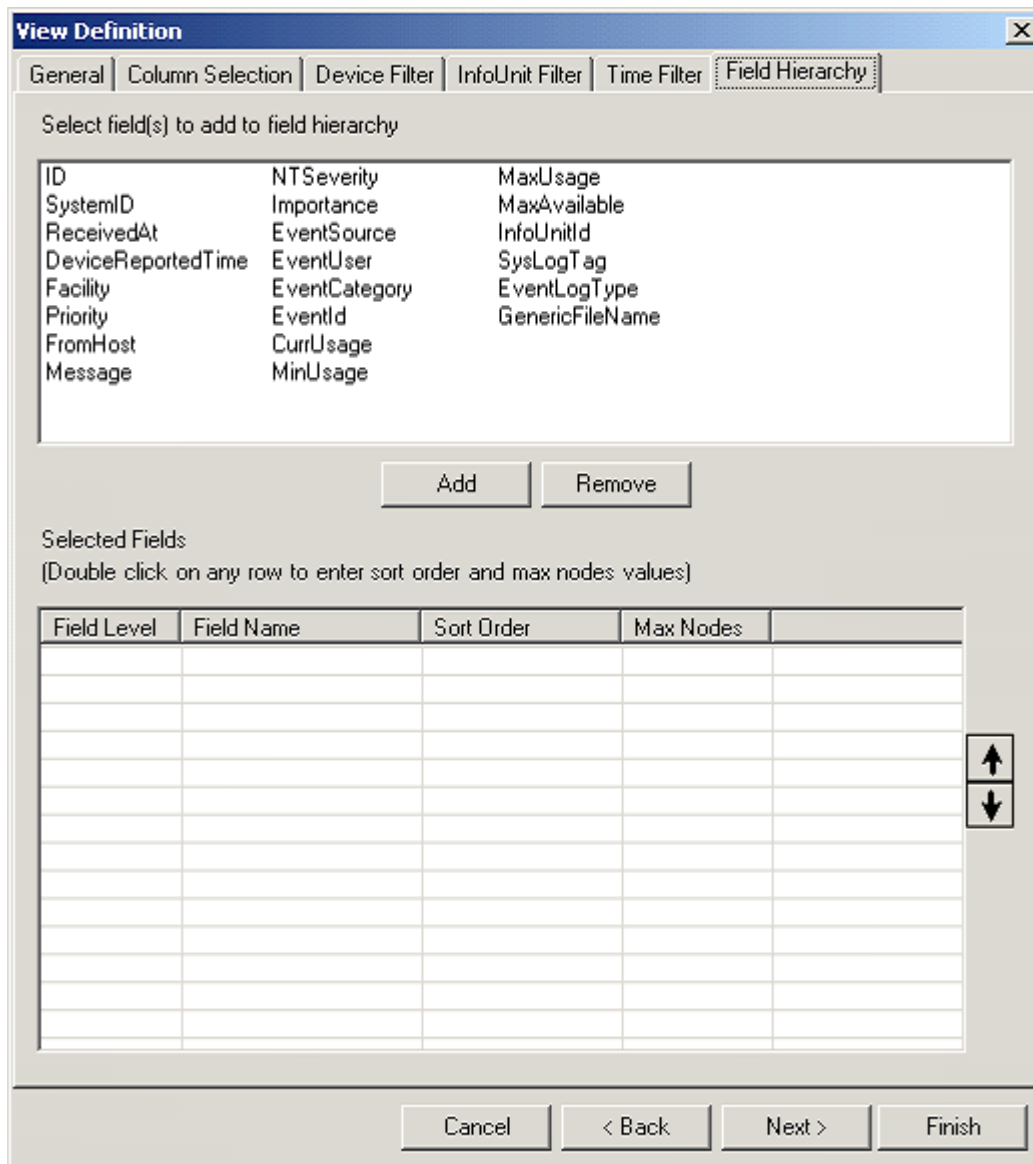 View Definition
General Column Selection Device Filter InfoUnit Filter Time Filter Field Hierarchy
Select field(s) to add to field hierarchy
ID NTSeverity MaxUsage
SystemID Importance MaxAvailable
ReceivedAt EventSource InfoUnitId
DeviceReportedTime EventUser SysLogTag
Facility EventCategory EventLogType
Priority EventId GenericFileName
FromHost CurrUsage
Message MinUsage
Add Remove
Selected Fields
(Double click on any row to enter sort order and max nodes values)
Field Level Field Name Sort Order Max Nodes
Cancel < Back Next > Finish